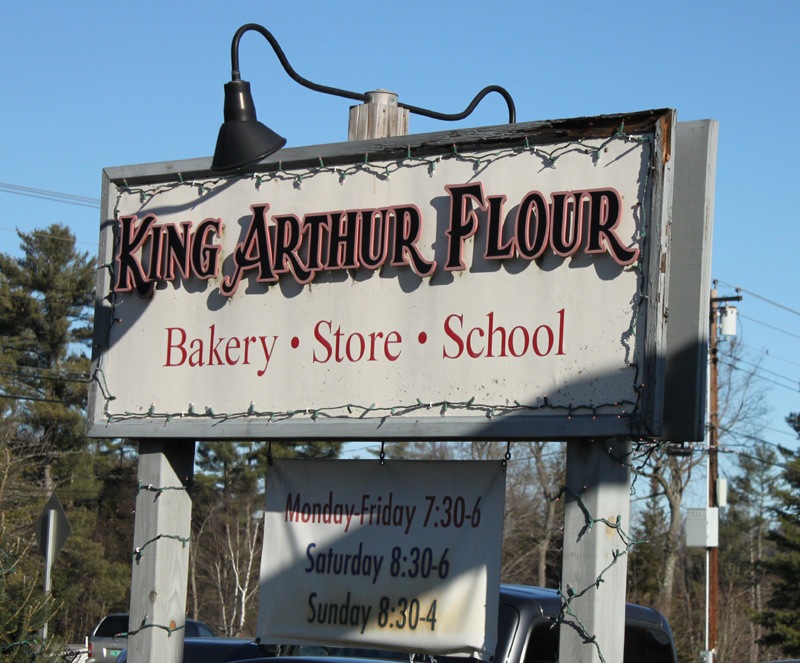 King Arthur Flour
Bakery • Store • School
Monday-Friday 7:30-6
Saturday 8:30-6
Sunday 8:30-4